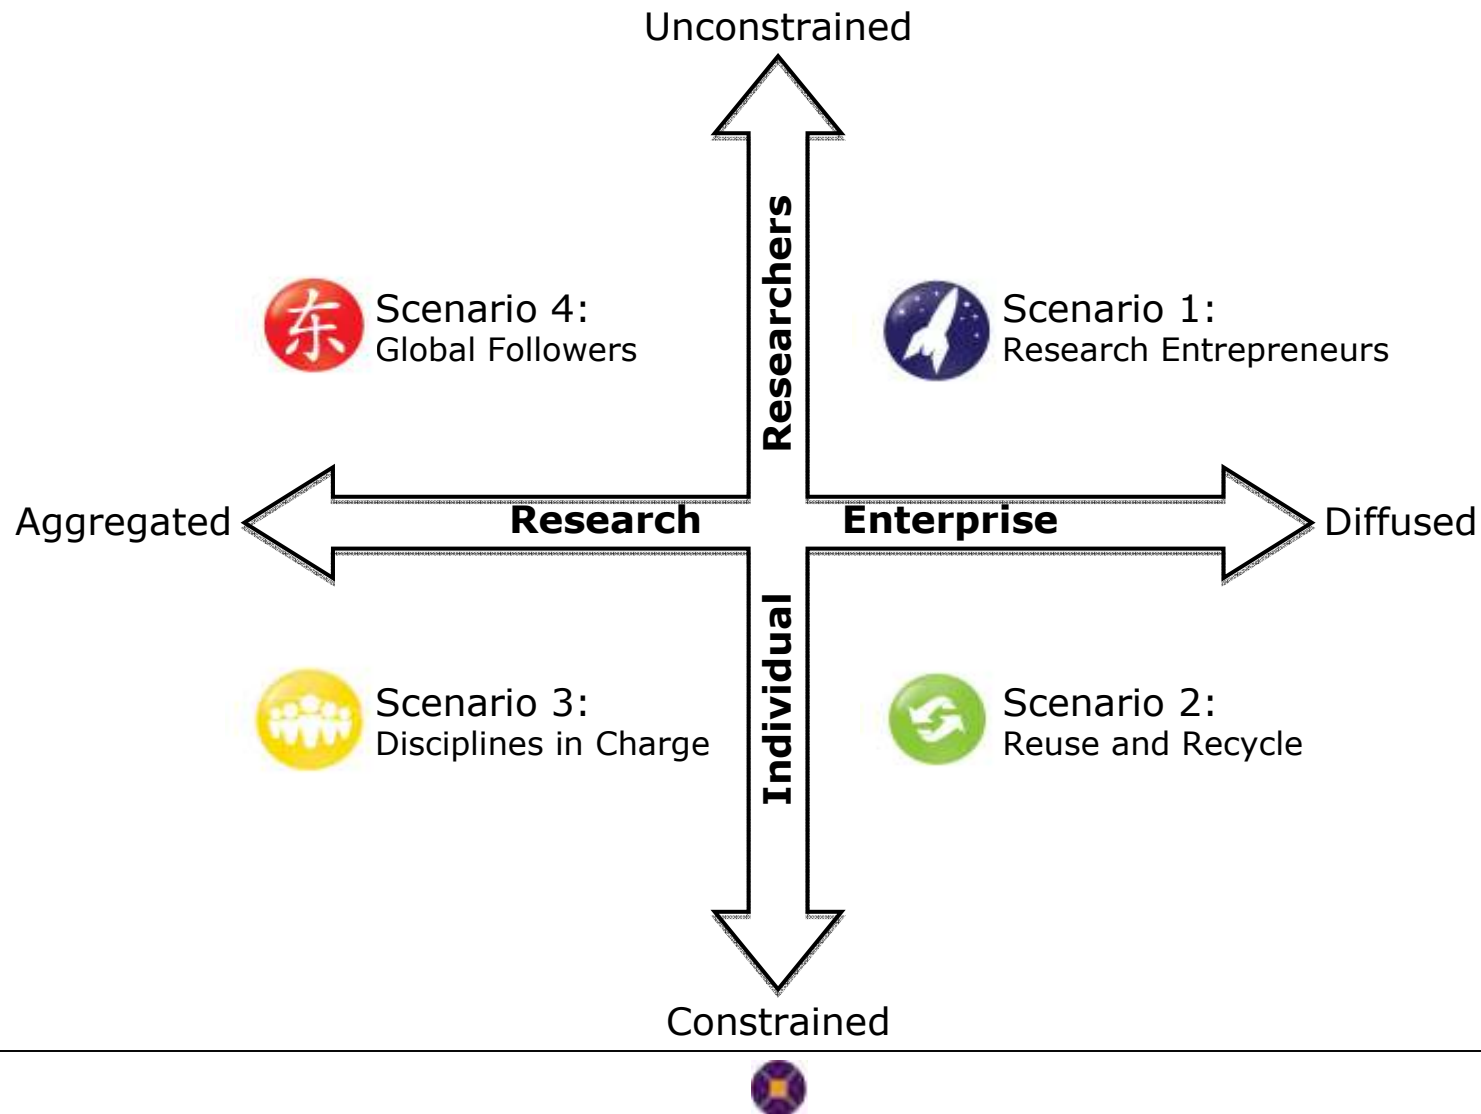 Unconstrained
Researchers
东
Scenario 4:
Global Followers
Scenario 1:
Research Entrepreneurs
Aggregated
Research
Enterprise
Diffused
Individual
Scenario 3:
Disciplines in Charge
Scenario 2:
Reuse and Recycle
Constrained